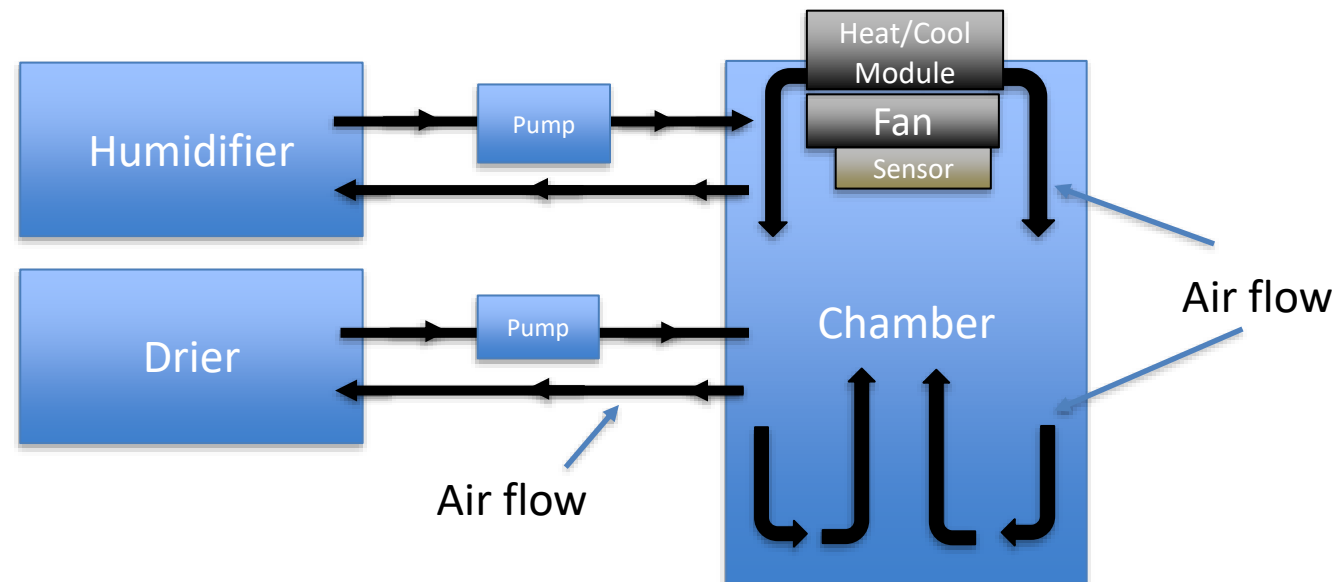 Heat/Cool
Module
Humidifier
Pump
Fan
Sensor
Drier
Pump
Chamber
Air flow
Air flow